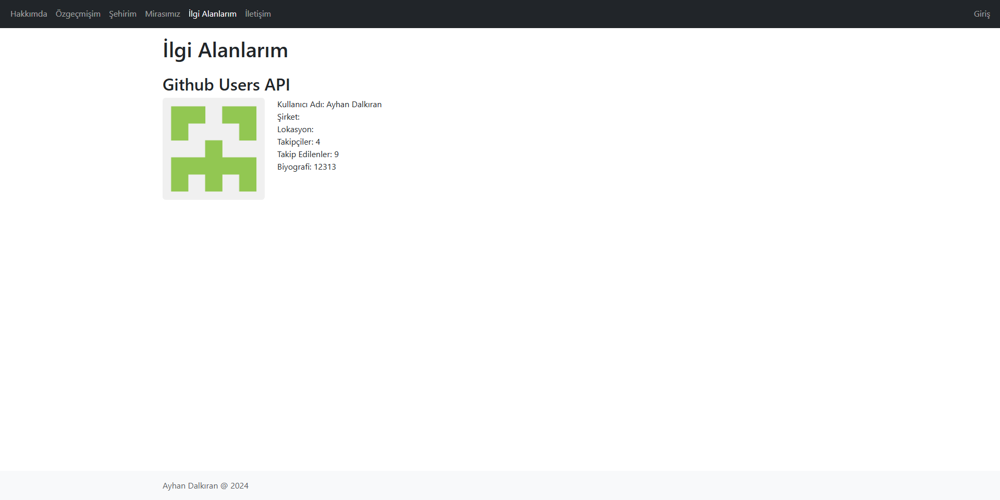 Hakkımda Özgeçmişim Şehirim Mirasımız İlgi Alanlarım İletişim Giriş
İlgi Alanlarım
Github Users API
Kullanıcı Adı: Ayhan Dalkıran
Şirket:
Lokasyon:
Takipçiler: 4
Takip Edilenler: 9
Biyografi: 12313
Ayhan Dalkıran @ 2024